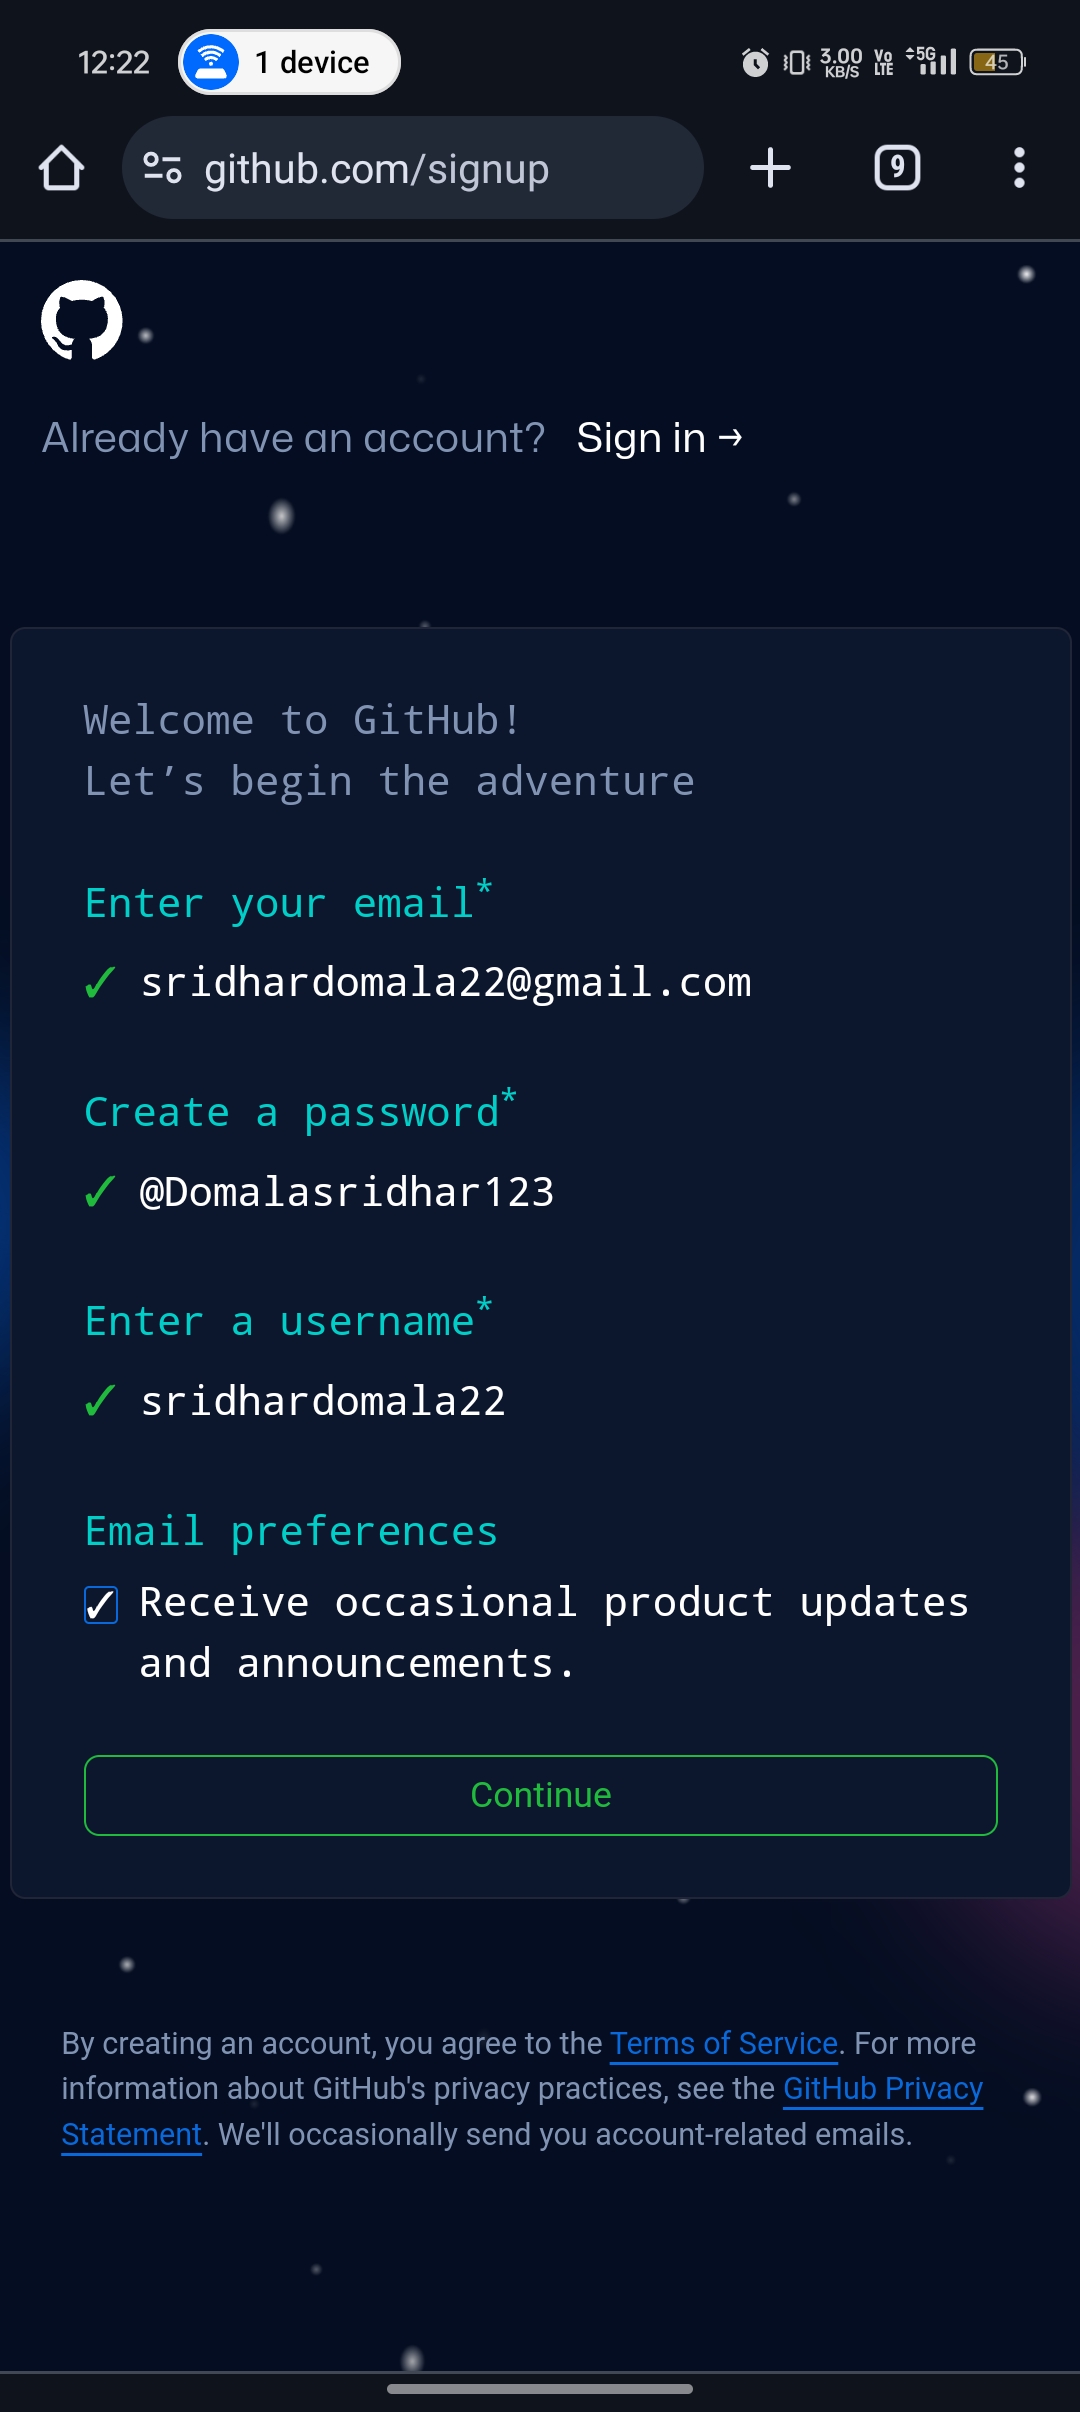 12:22
1 device
3.00 KB/S
Vo LTE
5G
45
github.com/signup
9
Already have an account? Sign in →
Welcome to GitHub!
Let’s begin the adventure
Enter your email*
✓ sridhardomala22@gmail.com
Create a password*
✓ @Domalasridhar123
Enter a username*
✓ sridhardomala22
Email preferences
Receive occasional product updates
and announcements.
Continue
By creating an account, you agree to the Terms of Service. For more
information about GitHub's privacy practices, see the GitHub Privacy
Statement. We'll occasionally send you account-related emails.